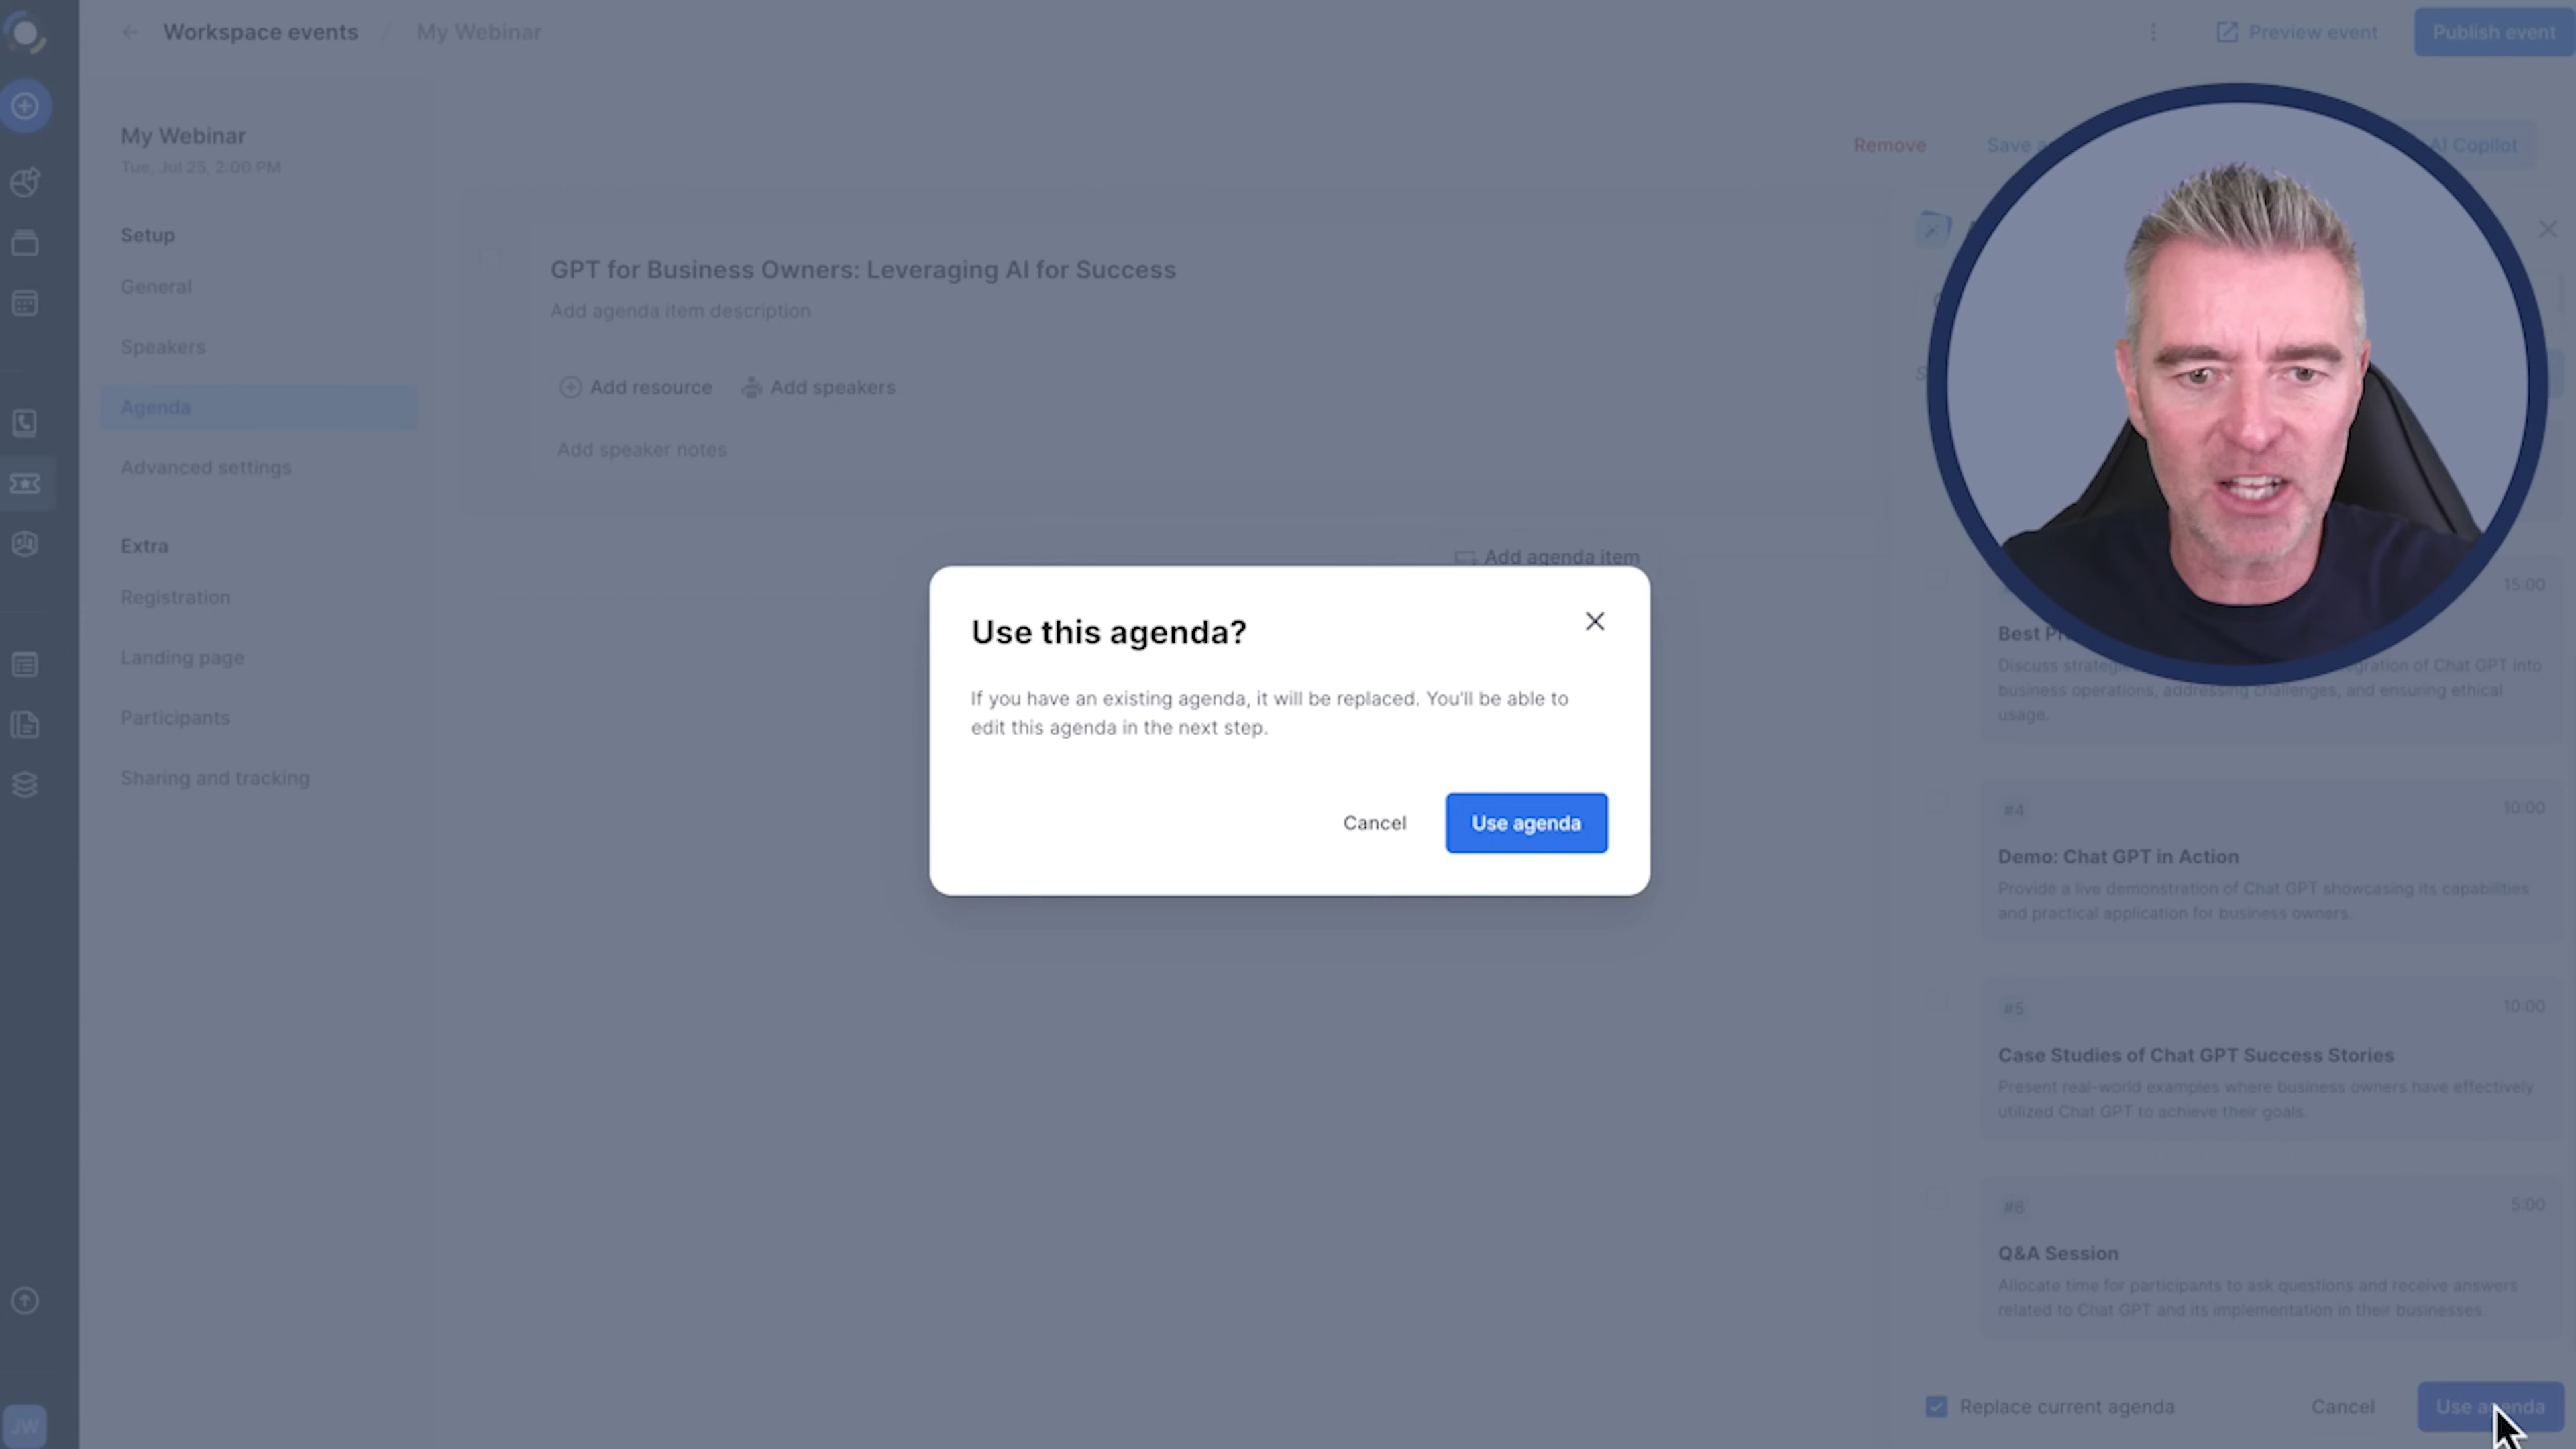 Workspace events / My Webinar
Preview event
Publish event
My Webinar
Tue, Jul 25, 2:00 PM
Setup
General
Speakers
Agenda
Advanced settings
Extra
Registration
Landing page
Participants
Sharing and tracking
Remove
Save
AI Copilot
GPT for Business Owners: Leveraging AI for Success
Add agenda item description
Add resource
Add speakers
Add speaker notes
Add agenda item
Use this agenda?
If you have an existing agenda, it will be replaced. You'll be able to
edit this agenda in the next step.
Cancel
Use agenda
15:00
Best
Discuss of Chat GPT into
business operations, addressing challenges, and ensuring ethical
usage.
#4
10:00
Demo: Chat GPT in Action
Provide a live demonstration of Chat GPT showcasing its capabilities
and practical application for business owners.
#5
10:00
Case Studies of Chat GPT Success Stories
Present real-world examples where business owners have effectively
utilized Chat GPT to achieve their goals.
#6
5:00
Q&A Session
Allocate time for participants to ask questions and receive answers
related to Chat GPT and its implementation in their businesses.
Replace current agenda
Cancel
Use agenda
JW